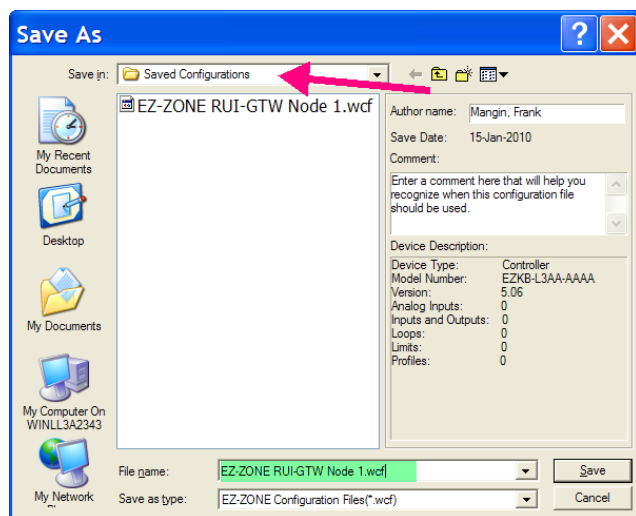 Save As
Save in:
Saved Configurations
My Recent
Documents
Desktop
My Documents
My Computer On
WINLL3A2343
My Network
EZ-ZONE RUI-GTW Node 1.wcf
Author name: Mangin, Frank
Save Date: 15-Jan-2010
Comment:
Enter a comment here that will help you
recognize when this configuration file
should be used.
Device Description:
Device Type: Controller
Model Number: EZKB-L3AA-AAAA
Version: 5.06
Analog Inputs: 0
Inputs and Outputs: 0
Loops: 0
Limits: 0
Profiles: 0
File name: EZ-ZONE RUI-GTW Node 1.wcf
Save
Save as type: EZ-ZONE Configuration Files(*.wcf)
Cancel